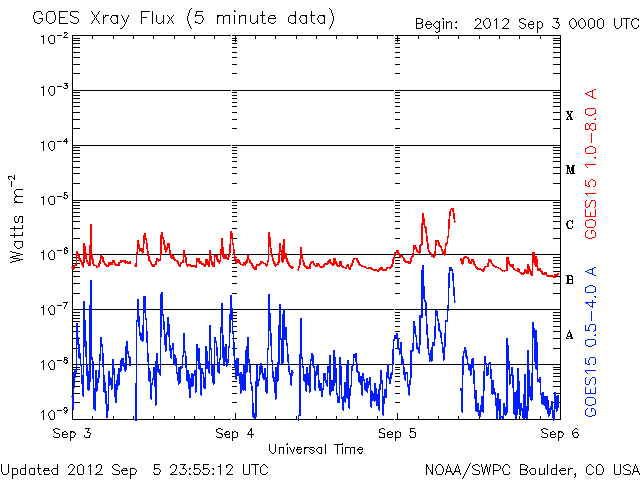 GOES Xray Flux (5 minute data)
Begin: 2012 Sep 3 0000 UTC
10⁻²
10⁻³
10⁻⁴
10⁻⁵
10⁻⁶
10⁻⁷
10⁻⁸
10⁻⁹
Watts m⁻²
X
M
C
B
A
GOES15 1.0–8.0 A
GOES15 0.5–4.0 A
Sep 3
Sep 4
Sep 5
Sep 6
Universal Time
Updated 2012 Sep 5 23:55:12 UTC
NOAA/SWPC Boulder, CO USA